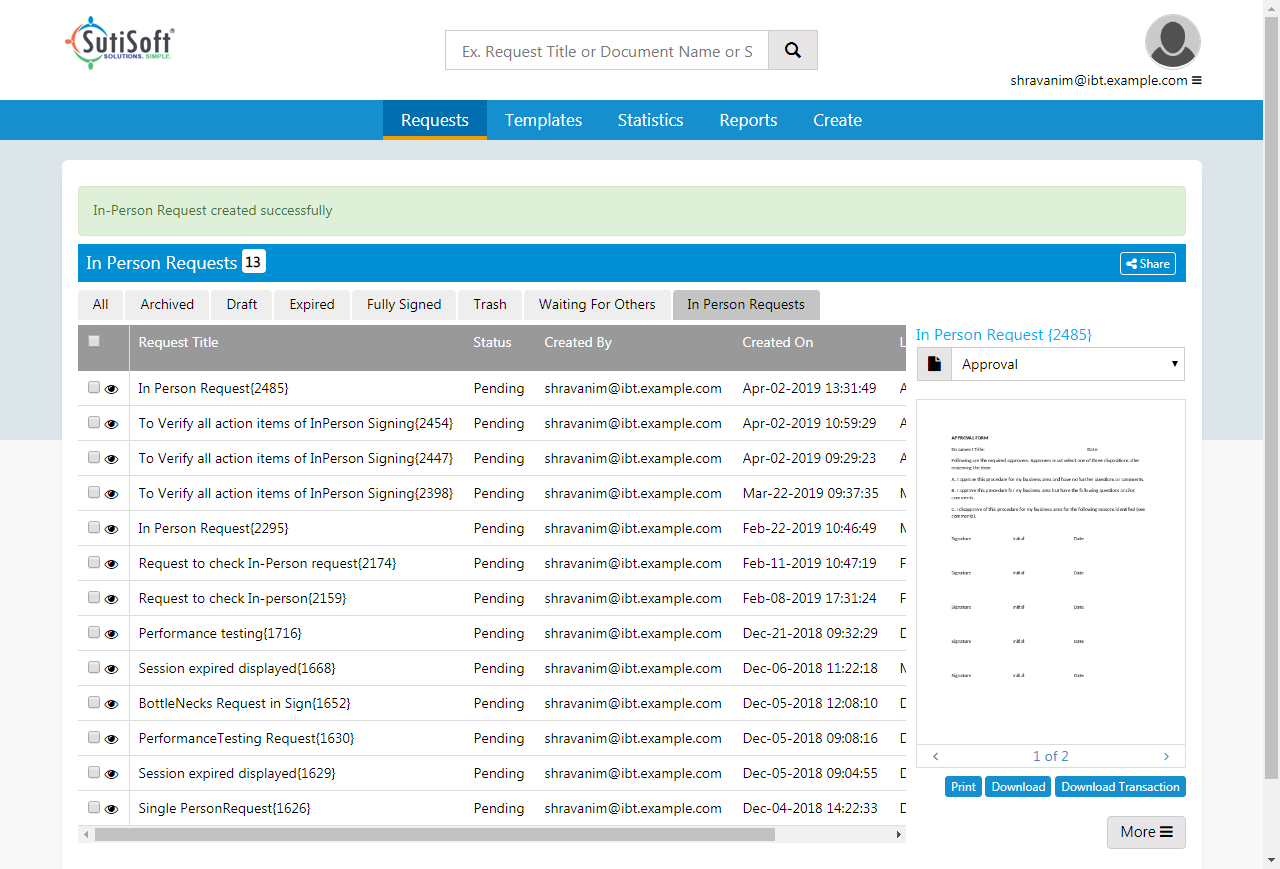 SutiSoft®
SOLUTIONS. SIMPLE.
Ex. Request Title or Document Name or S
shravanim@ibt.example.com
Requests Templates Statistics Reports Create
In-Person Request created successfully
In Person Requests 13
Share
All Archived Draft Expired Fully Signed Trash Waiting For Others In Person Requests
Request Title Status Created By Created On L
In Person Request{2485} Pending shravanim@ibt.example.com Apr-02-2019 13:31:49 A
To Verify all action items of InPerson Signing{2454} Pending shravanim@ibt.example.com Apr-02-2019 10:59:29 A
To Verify all action items of InPerson Signing{2447} Pending shravanim@ibt.example.com Apr-02-2019 09:29:23 A
To Verify all action items of InPerson Signing{2398} Pending shravanim@ibt.example.com Mar-22-2019 09:37:35 M
In Person Request{2295} Pending shravanim@ibt.example.com Feb-22-2019 10:46:49 M
Request to check In-Person request{2174} Pending shravanim@ibt.example.com Feb-11-2019 10:47:19 F
Request to check In-person{2159} Pending shravanim@ibt.example.com Feb-08-2019 17:31:24 F
Performance testing{1716} Pending shravanim@ibt.example.com Dec-21-2018 09:32:29 D
Session expired displayed{1668} Pending shravanim@ibt.example.com Dec-06-2018 11:22:18 M
BottleNecks Request in Sign{1652} Pending shravanim@ibt.example.com Dec-05-2018 12:08:10 D
PerformanceTesting Request{1630} Pending shravanim@ibt.example.com Dec-05-2018 09:08:16 D
Session expired displayed{1629} Pending shravanim@ibt.example.com Dec-05-2018 09:04:55 D
Single PersonRequest{1626} Pending shravanim@ibt.example.com Dec-04-2018 14:22:33 D
In Person Request {2485}
Approval
APPROVAL FORM
Document Title: Date:
Following are the required approvers. Approvers must select one of three dispositions after
reviewing the item:
A. I approve this procedure for my business area and have no further questions or comments.
B. I approve this procedure for my business area but have the following questions and/or
comments.
C. I disapprove of this procedure for my business area for the following reasons identified (see
comments).
Signature Initial Date
Signature Initial Date
Signature Initial Date
Signature Initial Date
Signature Initial Date
1 of 2
Print Download Download Transaction
More